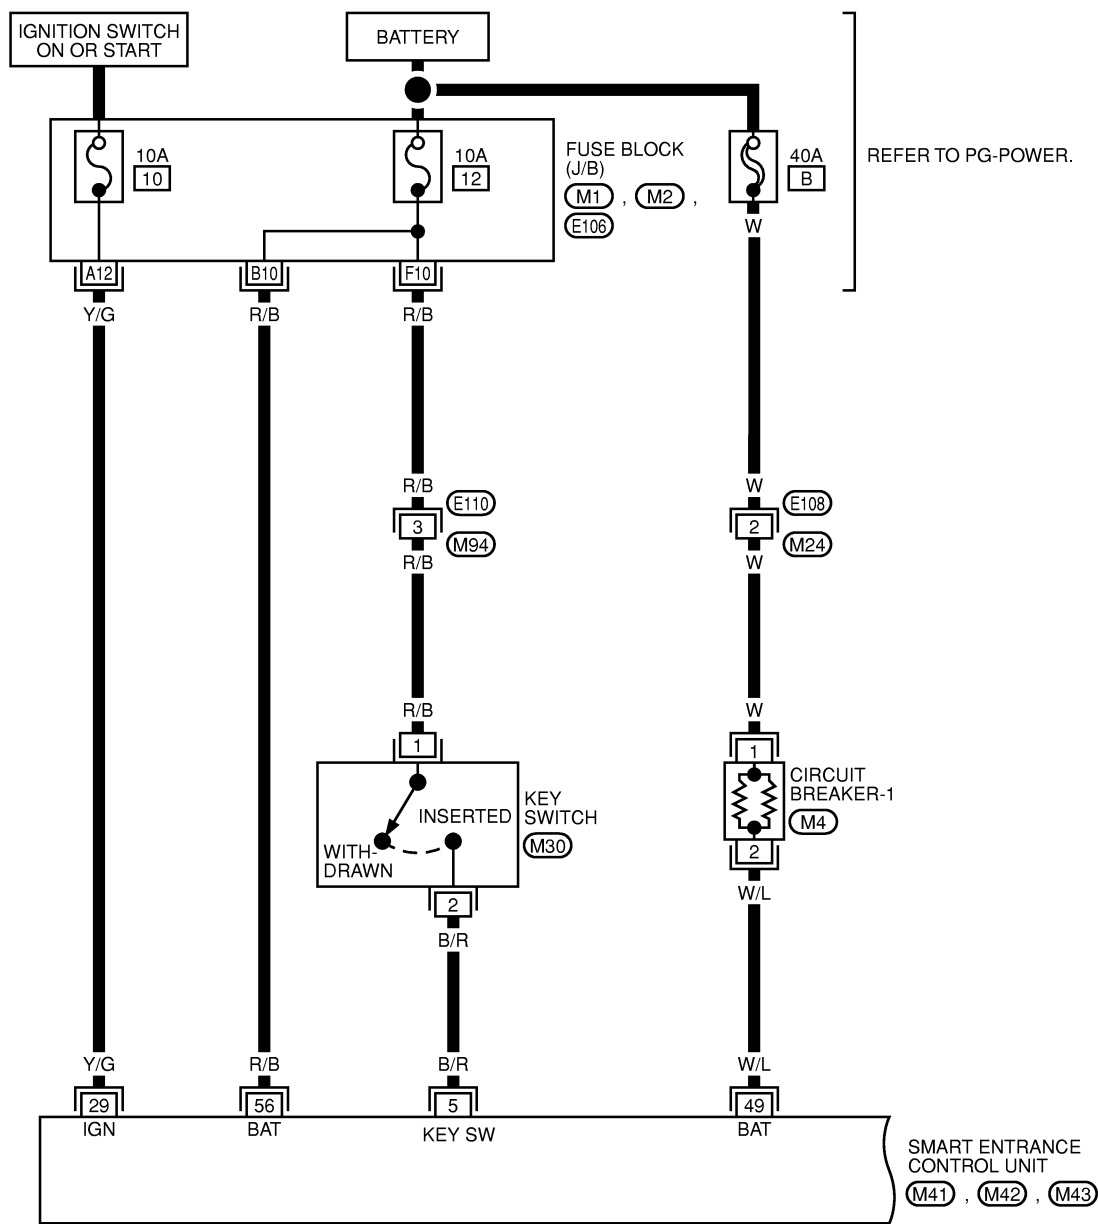 IGNITION SWITCH
ON OR START
BATTERY
10A
10
10A
12
FUSE BLOCK
(J/B)
M1 , M2 ,
E106
40A
B
REFER TO PG-POWER.
W
A12
B10
F10
Y/G
R/B
R/B
R/B
W
E110
E108
3
2
M94
M24
R/B
W
R/B
W
1
1
INSERTED
WITH-
DRAWN
KEY
SWITCH
M30
CIRCUIT
BREAKER-1
M4
2
2
B/R
W/L
Y/G
R/B
B/R
W/L
29
56
5
49
IGN
BAT
KEY SW
BAT
SMART ENTRANCE
CONTROL UNIT
M41 , M42 , M43